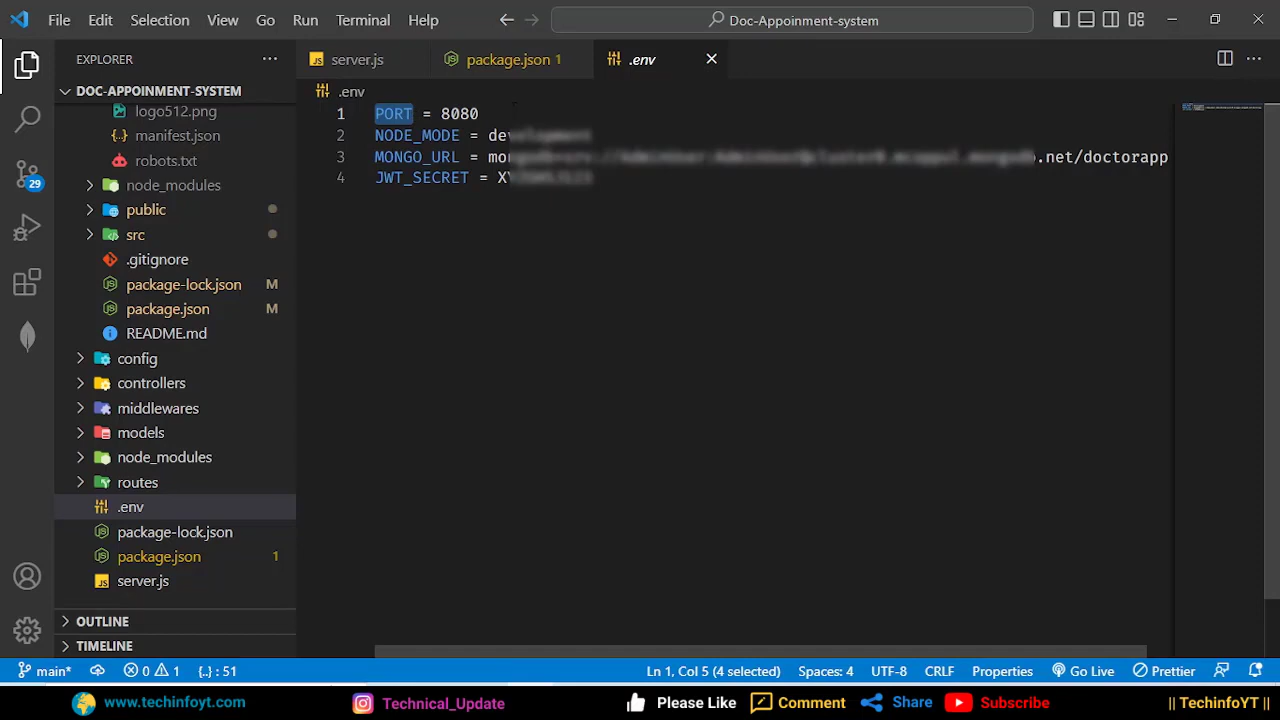 File Edit Selection View Go Run Terminal Help
Doc-Appoinment-system
EXPLORER
server.js
package.json 1
.env
DOC-APPOINMENT-SYSTEM
.env
logo512.png
manifest.json
robots.txt
node_modules
public
src
.gitignore
package-lock.json M
package.json M
README.md
config
controllers
middlewares
models
node_modules
routes
.env
package-lock.json
package.json 1
server.js
OUTLINE
TIMELINE
29
1 PORT = 8080
2 NODE_MODE = development
3 MONGO_URL = .net/doctorapp
4 JWT_SECRET =
main* 0 1 {..} : 51 Ln 1, Col 5 (4 selected) Spaces: 4 UTF-8 CRLF Properties Go Live Prettier
www.techinfoyt.com Technical_Update Please Like Comment Share Subscribe || TechinfoYT ||